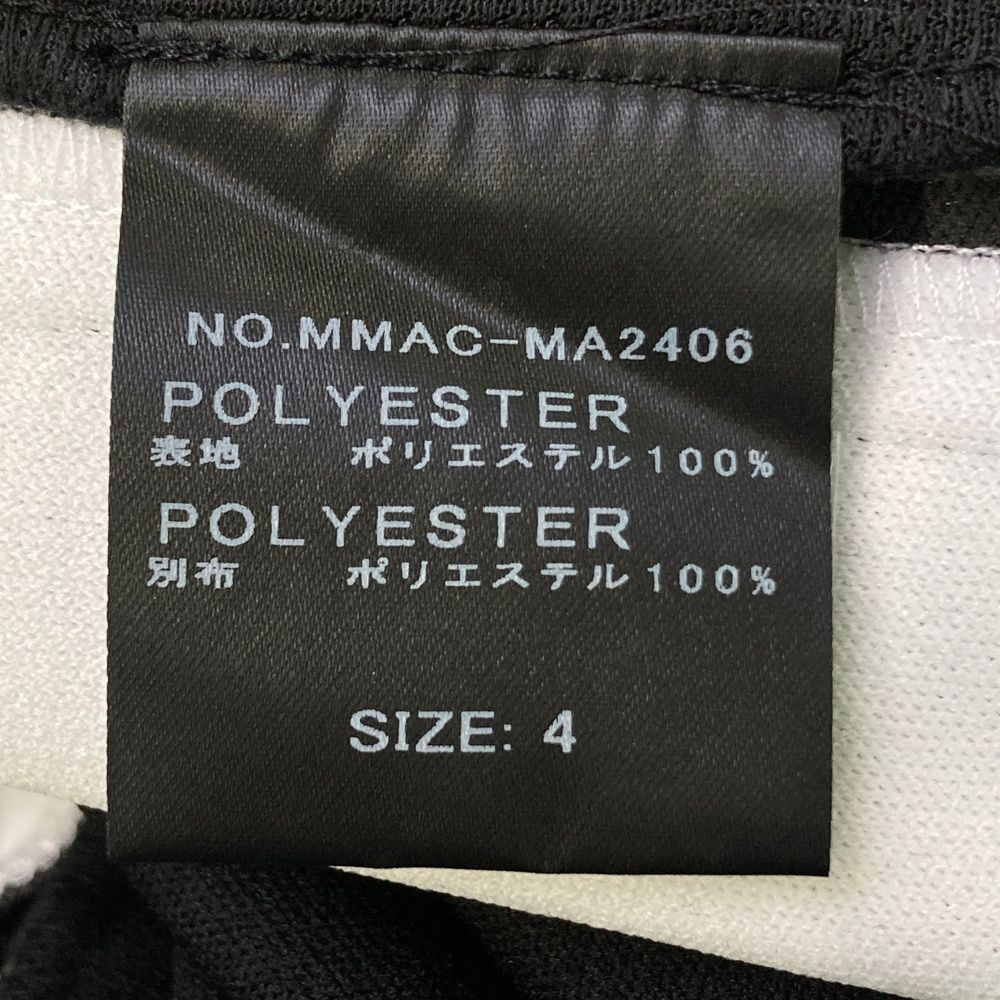 NO.MMAC-MA2406
POLYESTER
表地 ポリエステル100%
POLYESTER
別布 ポリエステル100%
SIZE: 4